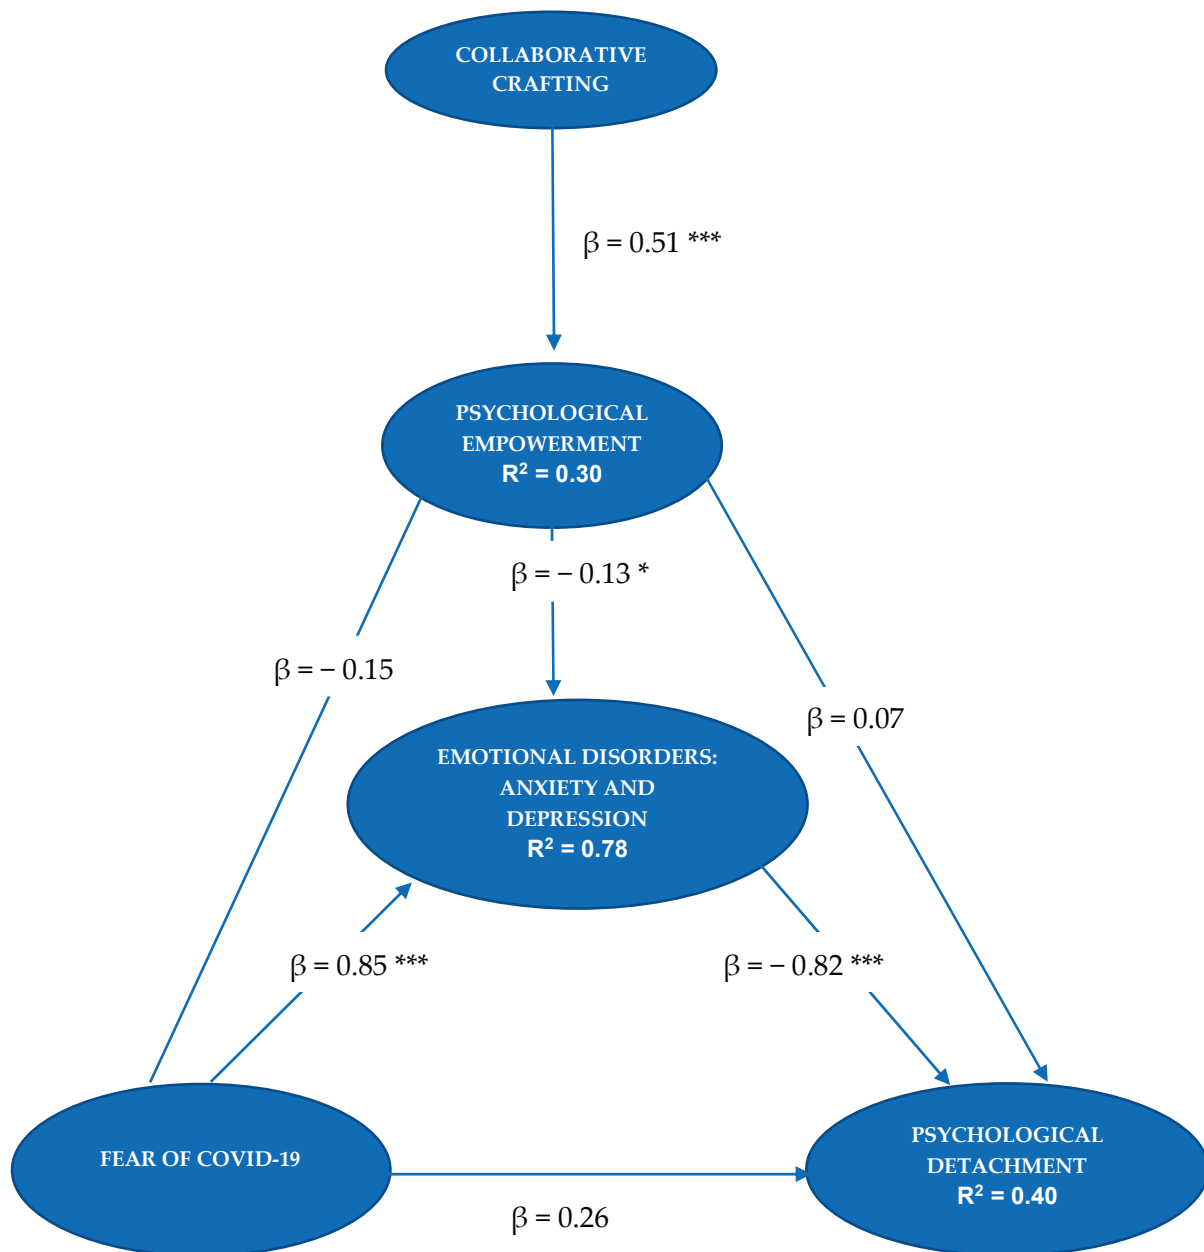 COLLABORATIVE
CRAFTING
β = 0.51 ***
PSYCHOLOGICAL
EMPOWERMENT
R² = 0.30
β = − 0.13 *
β = − 0.15
β = 0.07
EMOTIONAL DISORDERS:
ANXIETY AND
DEPRESSION
R² = 0.78
β = 0.85 ***
β = − 0.82 ***
FEAR OF COVID-19
PSYCHOLOGICAL
DETACHMENT
R² = 0.40
β = 0.26